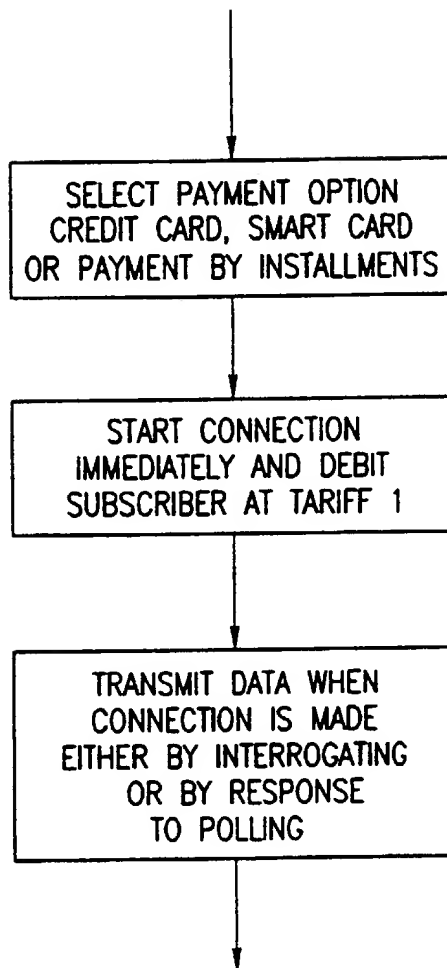 SELECT PAYMENT OPTION
CREDIT CARD, SMART CARD
OR PAYMENT BY INSTALLMENTS
START CONNECTION
IMMEDIATELY AND DEBIT
SUBSCRIBER AT TARIFF 1
TRANSMIT DATA WHEN
CONNECTION IS MADE
EITHER BY INTERROGATING
OR BY RESPONSE
TO POLLING